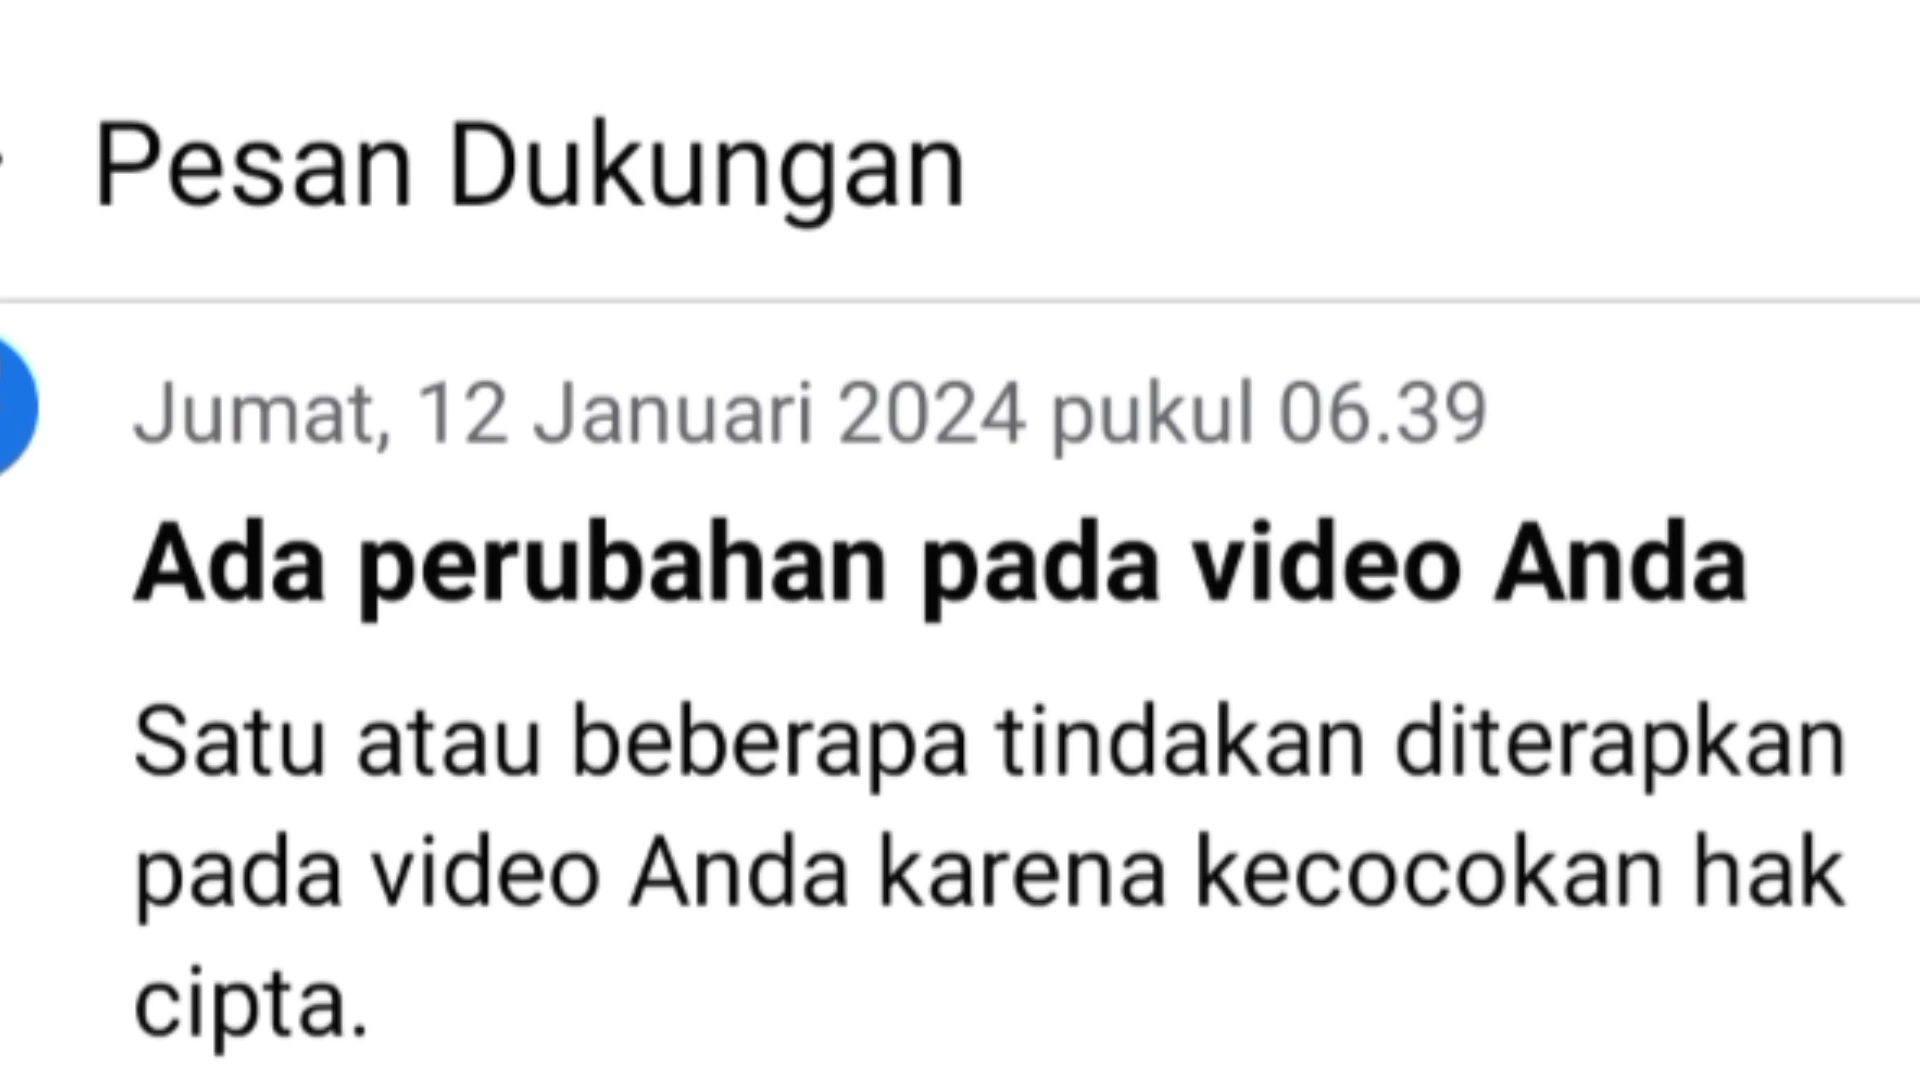 Pesan Dukungan
Jumat, 12 Januari 2024 pukul 06.39
Ada perubahan pada video Anda
Satu atau beberapa tindakan diterapkan
pada video Anda karena kecocokan hak
cipta.